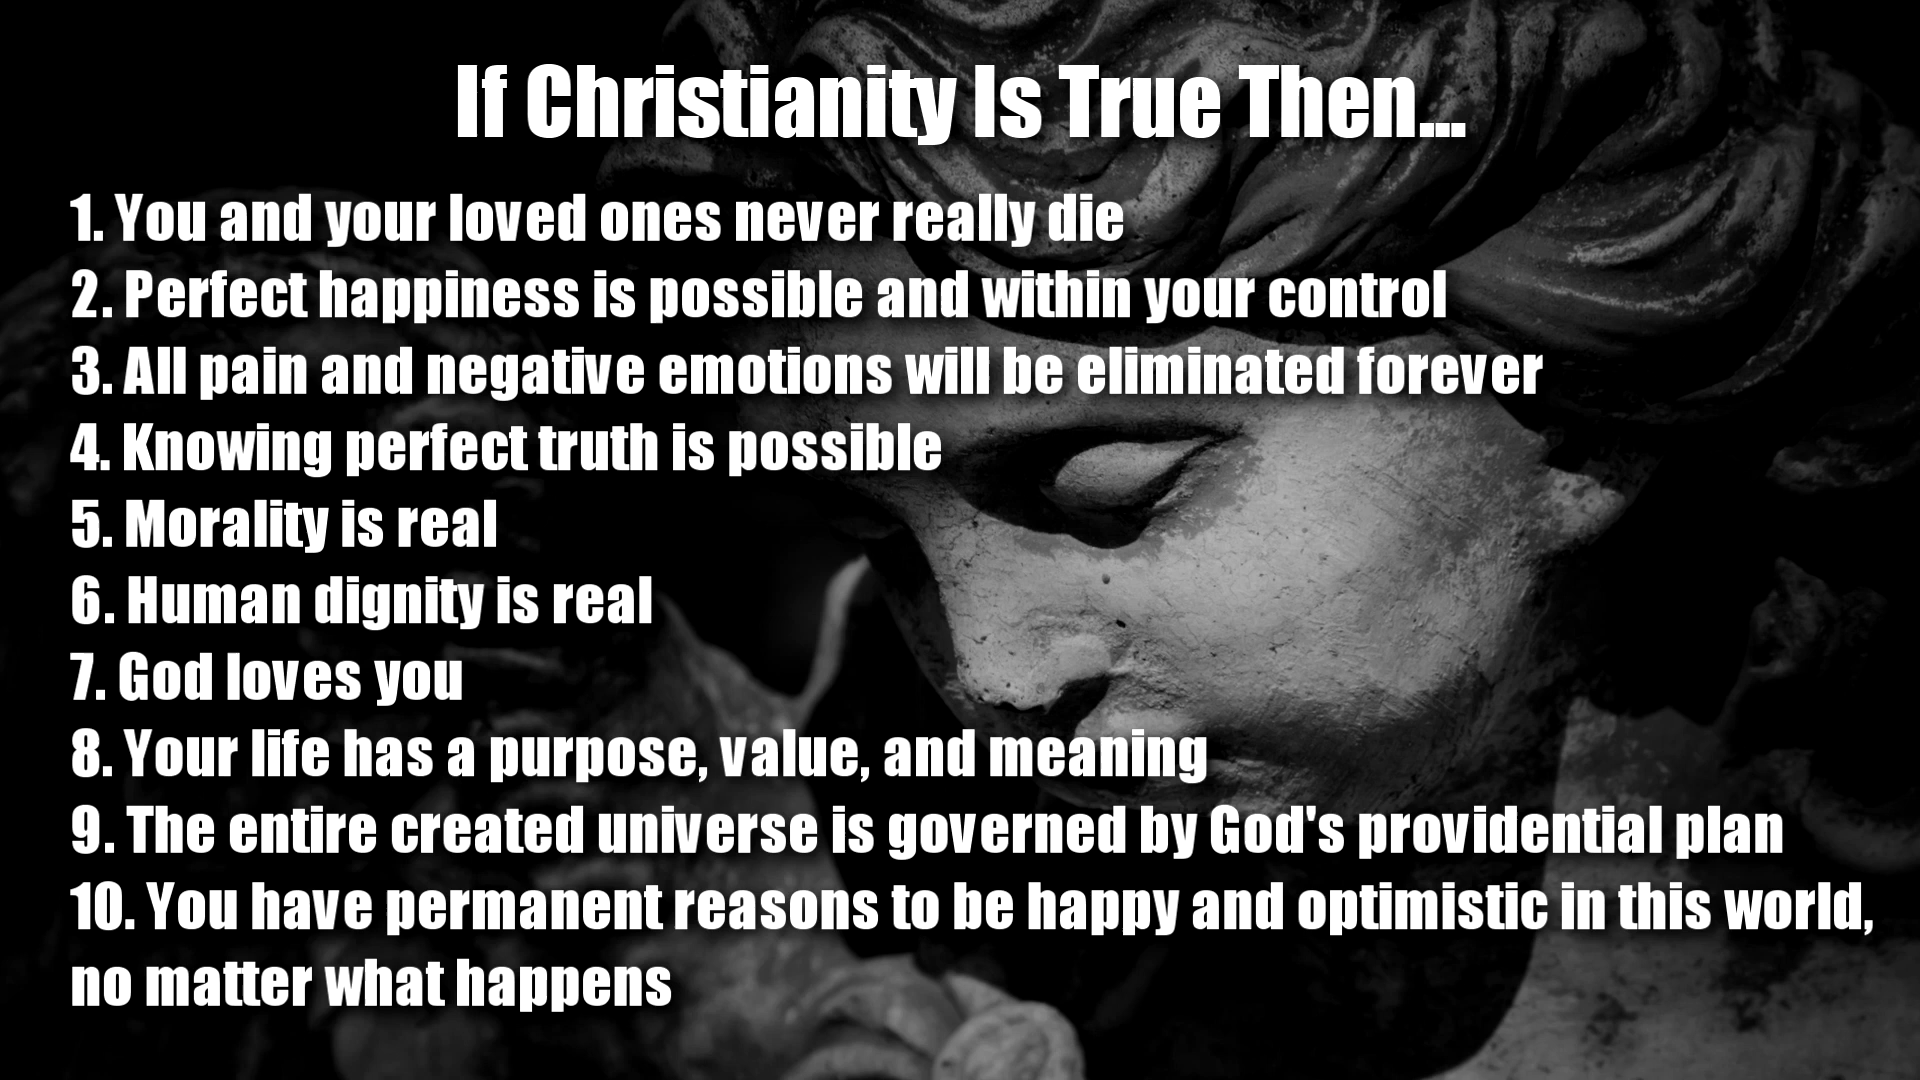 If Christianity Is True Then...
1. You and your loved ones never really die
2. Perfect happiness is possible and within your control
3. All pain and negative emotions will be eliminated forever
4. Knowing perfect truth is possible
5. Morality is real
6. Human dignity is real
7. God loves you
8. Your life has a purpose, value, and meaning
9. The entire created universe is governed by God's providential plan
10. You have permanent reasons to be happy and optimistic in this world,
no matter what happens